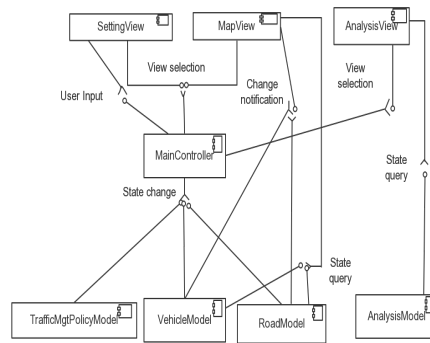 SettingView
MapView
AnalysisView
View selection
User Input
Change
notification
View
selection
MainController
State change
State
query
State
query
TrafficMgtPolicyModel
VehicleModel
RoadModel
AnalysisModel